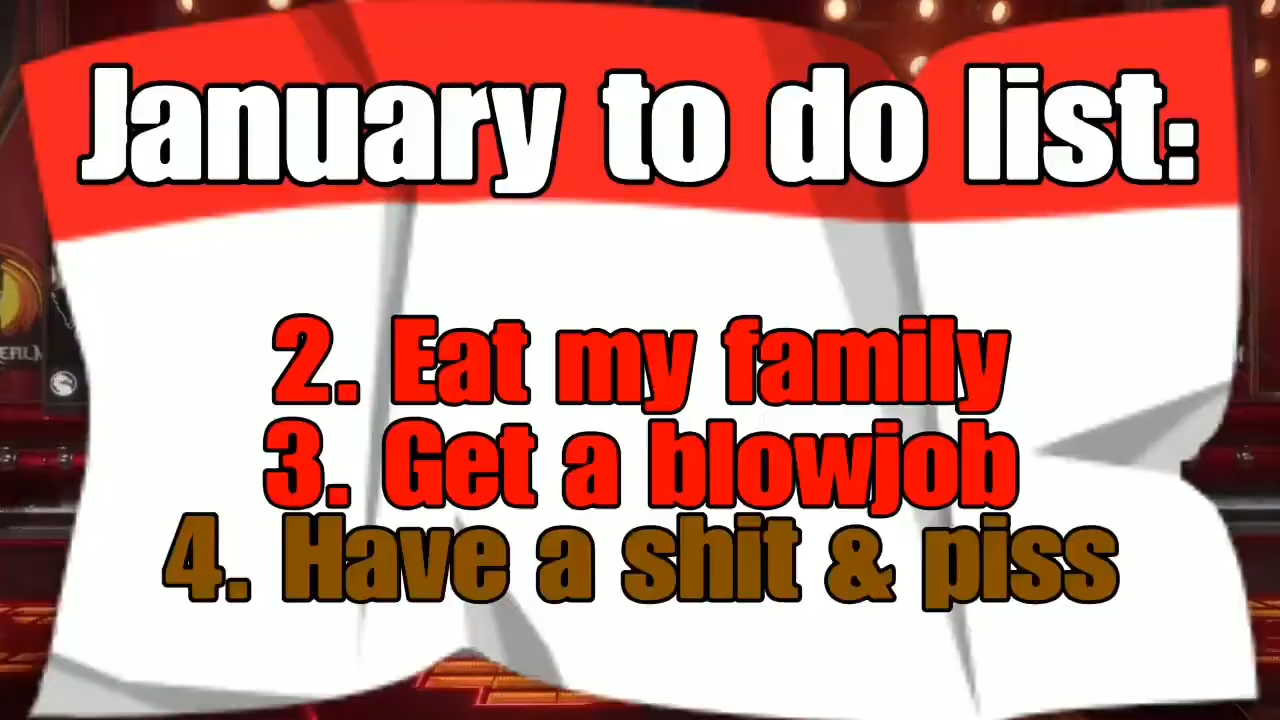 January to do list:
2. Eat my family
3. Get a blowjob
4. Have a shit & piss